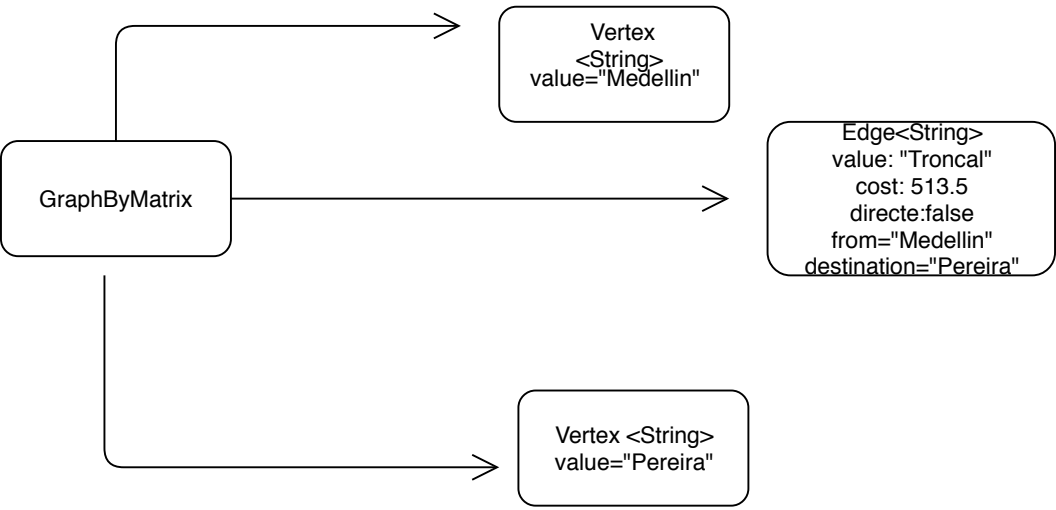 Vertex
<String>
value="Medellin"
Edge<String>
value: "Troncal"
cost: 513.5
directe:false
from="Medellin"
destination="Pereira"
GraphByMatrix
Vertex <String>
value="Pereira"